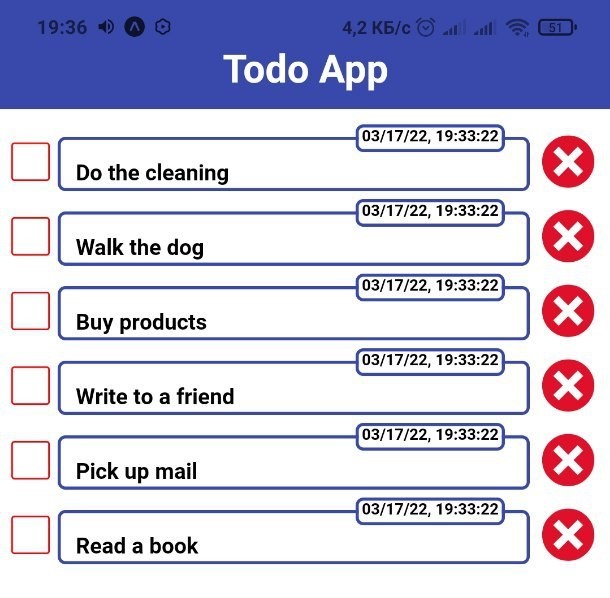 19:36 4,2 КБ/с 51
Todo App
03/17/22, 19:33:22
Do the cleaning
03/17/22, 19:33:22
Walk the dog
03/17/22, 19:33:22
Buy products
03/17/22, 19:33:22
Write to a friend
03/17/22, 19:33:22
Pick up mail
03/17/22, 19:33:22
Read a book